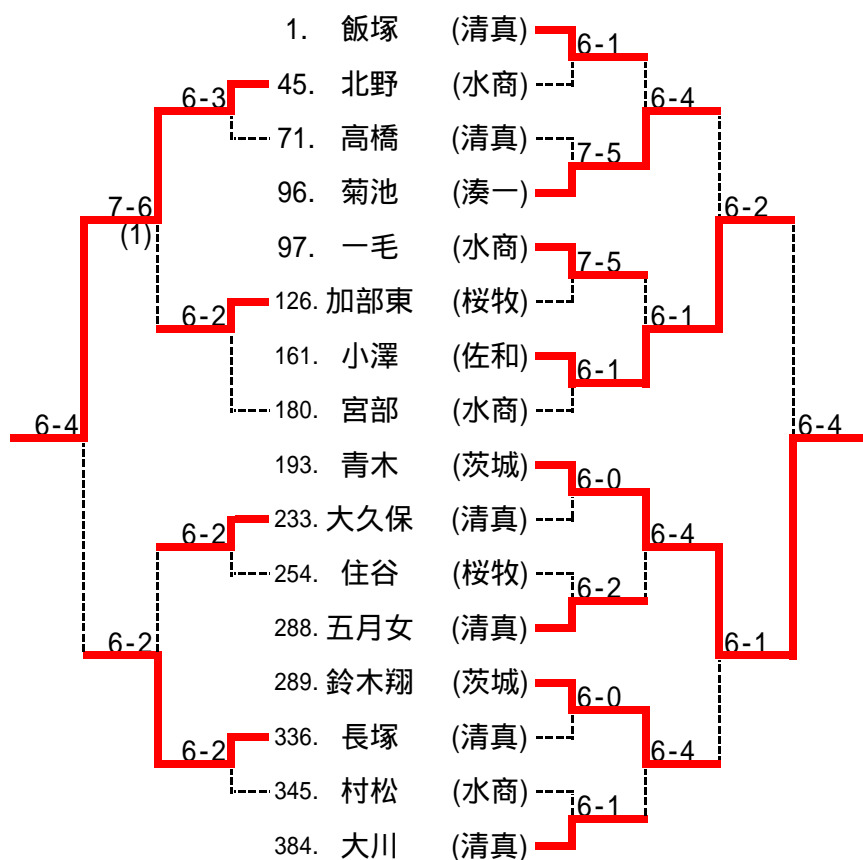 1. 飯塚 (清真) 6-1
6-3 45. 北野 (水商) 6-4
71. 高橋 (清真) 7-5
96. 菊池 (湊一)
7-6 6-2
(1) 97. 一毛 (水商) 7-5
6-2 126. 加部東 (桜牧) 6-1
161. 小澤 (佐和) 6-1
180. 宮部 (水商)
6-4 6-4
193. 青木 (茨城) 6-0
6-2 233. 大久保 (清真) 6-4
254. 住谷 (桜牧) 6-2
288. 五月女 (清真)
6-2 6-1
289. 鈴木翔 (茨城) 6-0
6-2 336. 長塚 (清真) 6-4
345. 村松 (水商) 6-1
384. 大川 (清真)